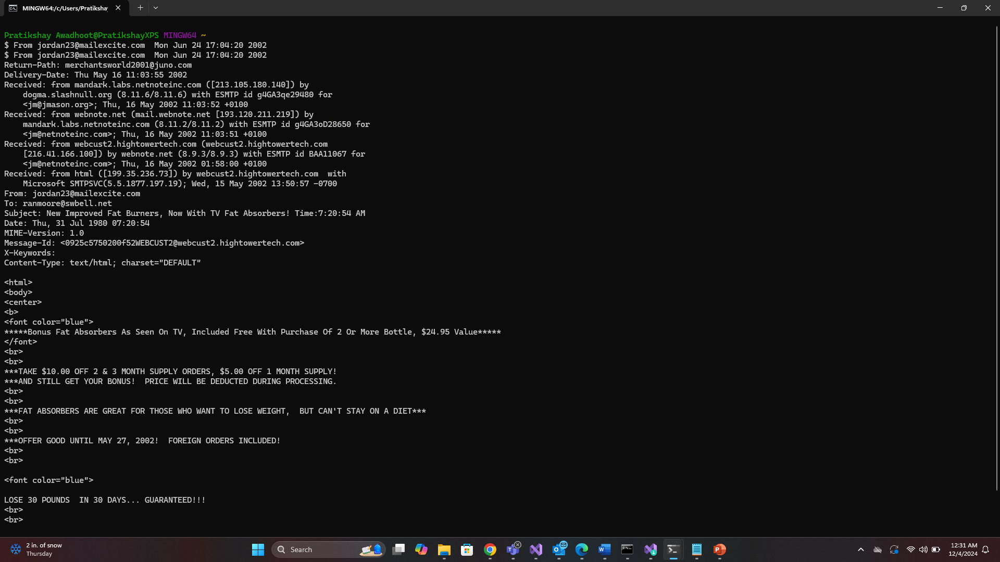 MINGW64:/c/Users/Pratiksha
Pratikshay Awadhoot@PratikshayXPS MINGW64 ~
$ From jordan23@mailexcite.com  Mon Jun 24 17:04:20 2002
$ From jordan23@mailexcite.com  Mon Jun 24 17:04:20 2002
Return-Path: merchantsworld2001@juno.com
Delivery-Date: Thu May 16 11:03:55 2002
Received: from mandark.labs.netnoteinc.com ([213.105.180.140]) by
    dogma.slashnull.org (8.11.6/8.11.6) with ESMTP id g4GA3qe29480 for
    <jm@jmason.org>; Thu, 16 May 2002 11:03:52 +0100
Received: from webnote.net (mail.webnote.net [193.120.211.219]) by
    mandark.labs.netnoteinc.com (8.11.2/8.11.2) with ESMTP id g4GA3oD28650 for
    <jm@netnoteinc.com>; Thu, 16 May 2002 11:03:51 +0100
Received: from webcust2.hightowertech.com (webcust2.hightowertech.com
    [216.41.166.100]) by webnote.net (8.9.3/8.9.3) with ESMTP id BAA11067 for
    <jm@netnoteinc.com>; Thu, 16 May 2002 01:58:00 +0100
Received: from html ([199.35.236.73]) by webcust2.hightowertech.com  with
    Microsoft SMTPSVC(5.5.1877.197.19); Wed, 15 May 2002 13:50:57 -0700
From: jordan23@mailexcite.com
To: ranmoore@swbell.net
Subject: New Improved Fat Burners, Now With TV Fat Absorbers! Time:7:20:54 AM
Date: Thu, 31 Jul 1980 07:20:54
MIME-Version: 1.0
Message-Id: <0925c5750200f52WEBCUST2@webcust2.hightowertech.com>
X-Keywords:
Content-Type: text/html; charset="DEFAULT"

<html>
<body>
<center>
<b>
<font color="blue">
*****Bonus Fat Absorbers As Seen On TV, Included Free With Purchase Of 2 Or More Bottle, $24.95 Value*****
</font>
<br>
<br>
***TAKE $10.00 OFF 2 & 3 MONTH SUPPLY ORDERS, $5.00 OFF 1 MONTH SUPPLY!
***AND STILL GET YOUR BONUS!  PRICE WILL BE DEDUCTED DURING PROCESSING.
<br>
<br>
***FAT ABSORBERS ARE GREAT FOR THOSE WHO WANT TO LOSE WEIGHT,  BUT CAN'T STAY ON A DIET***
<br>
<br>
***OFFER GOOD UNTIL MAY 27, 2002!  FOREIGN ORDERS INCLUDED!
<br>
<br>

<font color="blue">

LOSE 30 POUNDS  IN 30 DAYS... GUARANTEED!!!
<br>
<br>
2 in. of snow
Thursday
Search
12:31 AM
12/4/2024